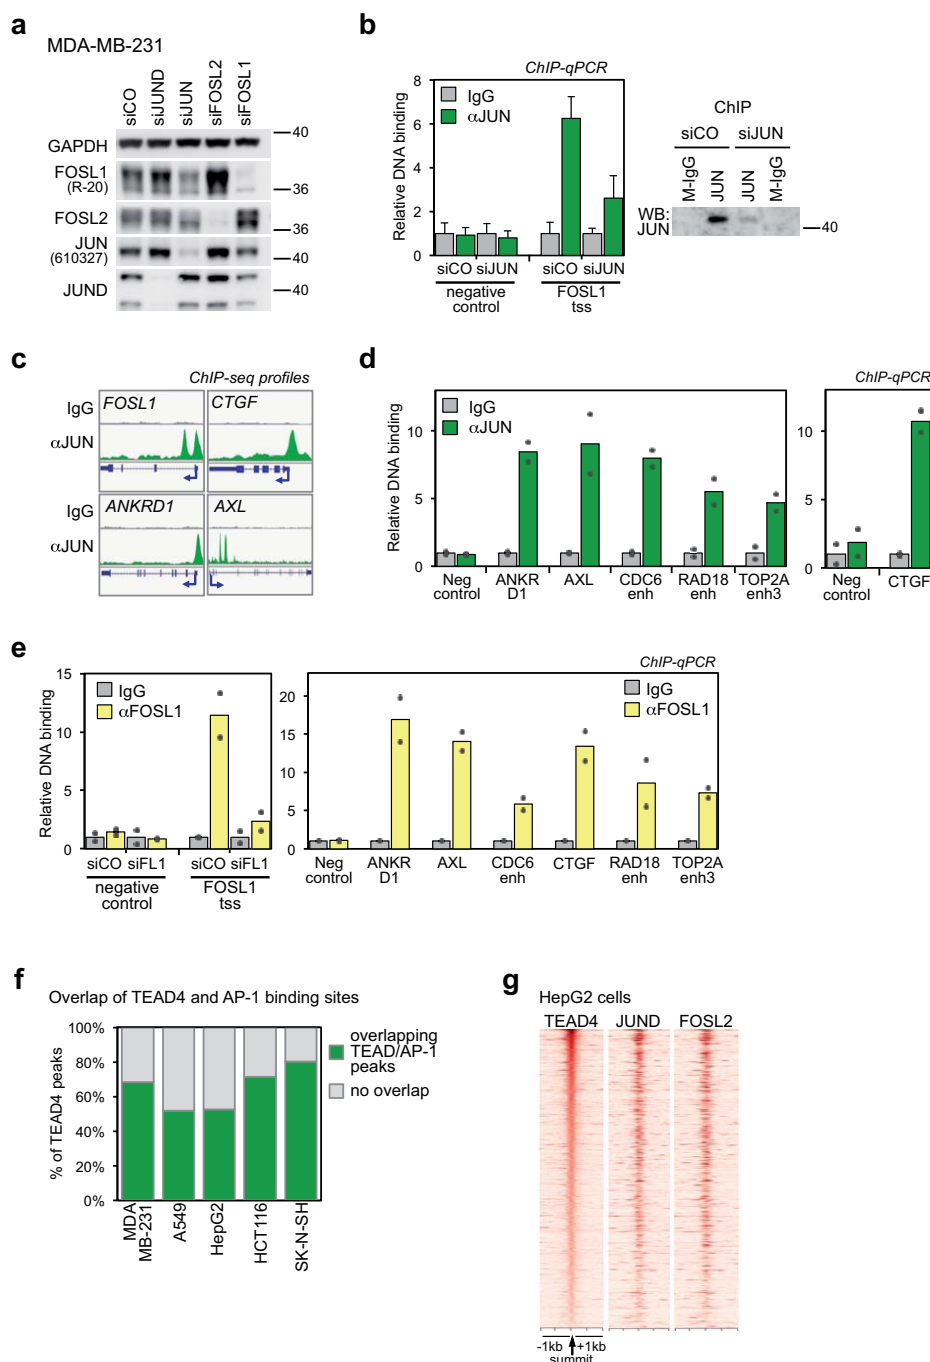 a
MDA-MB-231
siCO
siJUND
siJUN
siFOSL2
siFOSL1
GAPDH
40
FOSL1
(R-20)
36
FOSL2
36
JUN
(610327)
40
JUND
40
b
ChIP-qPCR
Relative DNA binding
8
6
4
2
0
IgG
αJUN
siCO siJUN siCO siJUN
negative
control
FOSL1
tss
ChIP
siCO siJUN
M-IgG
JUN
JUN
M-IgG
WB:
JUN
40
c
ChIP-seq profiles
FOSL1 CTGF
IgG
αJUN
ANKRD1 AXL
IgG
αJUN
d
Relative DNA binding
10
5
0
IgG
αJUN
Neg
control
ANKR
D1
AXL
CDC6
enh
RAD18
enh
TOP2A
enh3
ChIP-qPCR
10
5
0
Neg
control
CTGF
e
Relative DNA binding
15
10
5
0
IgG
αFOSL1
siCO siFL1 siCO siFL1
negative
control
FOSL1
tss
ChIP-qPCR
20
15
10
5
0
IgG
αFOSL1
Neg
control
ANKR
D1
AXL
CDC6
enh
CTGF
RAD18
enh
TOP2A
enh3
f
Overlap of TEAD4 and AP-1 binding sites
% of TEAD4 peaks
100%
80%
60%
40%
20%
0%
MDA
MB-231
A549
HepG2
HCT116
SK-N-SH
overlapping
TEAD/AP-1
peaks
no overlap
g
HepG2 cells
TEAD4 JUND FOSL2
-1kb +1kb
summit